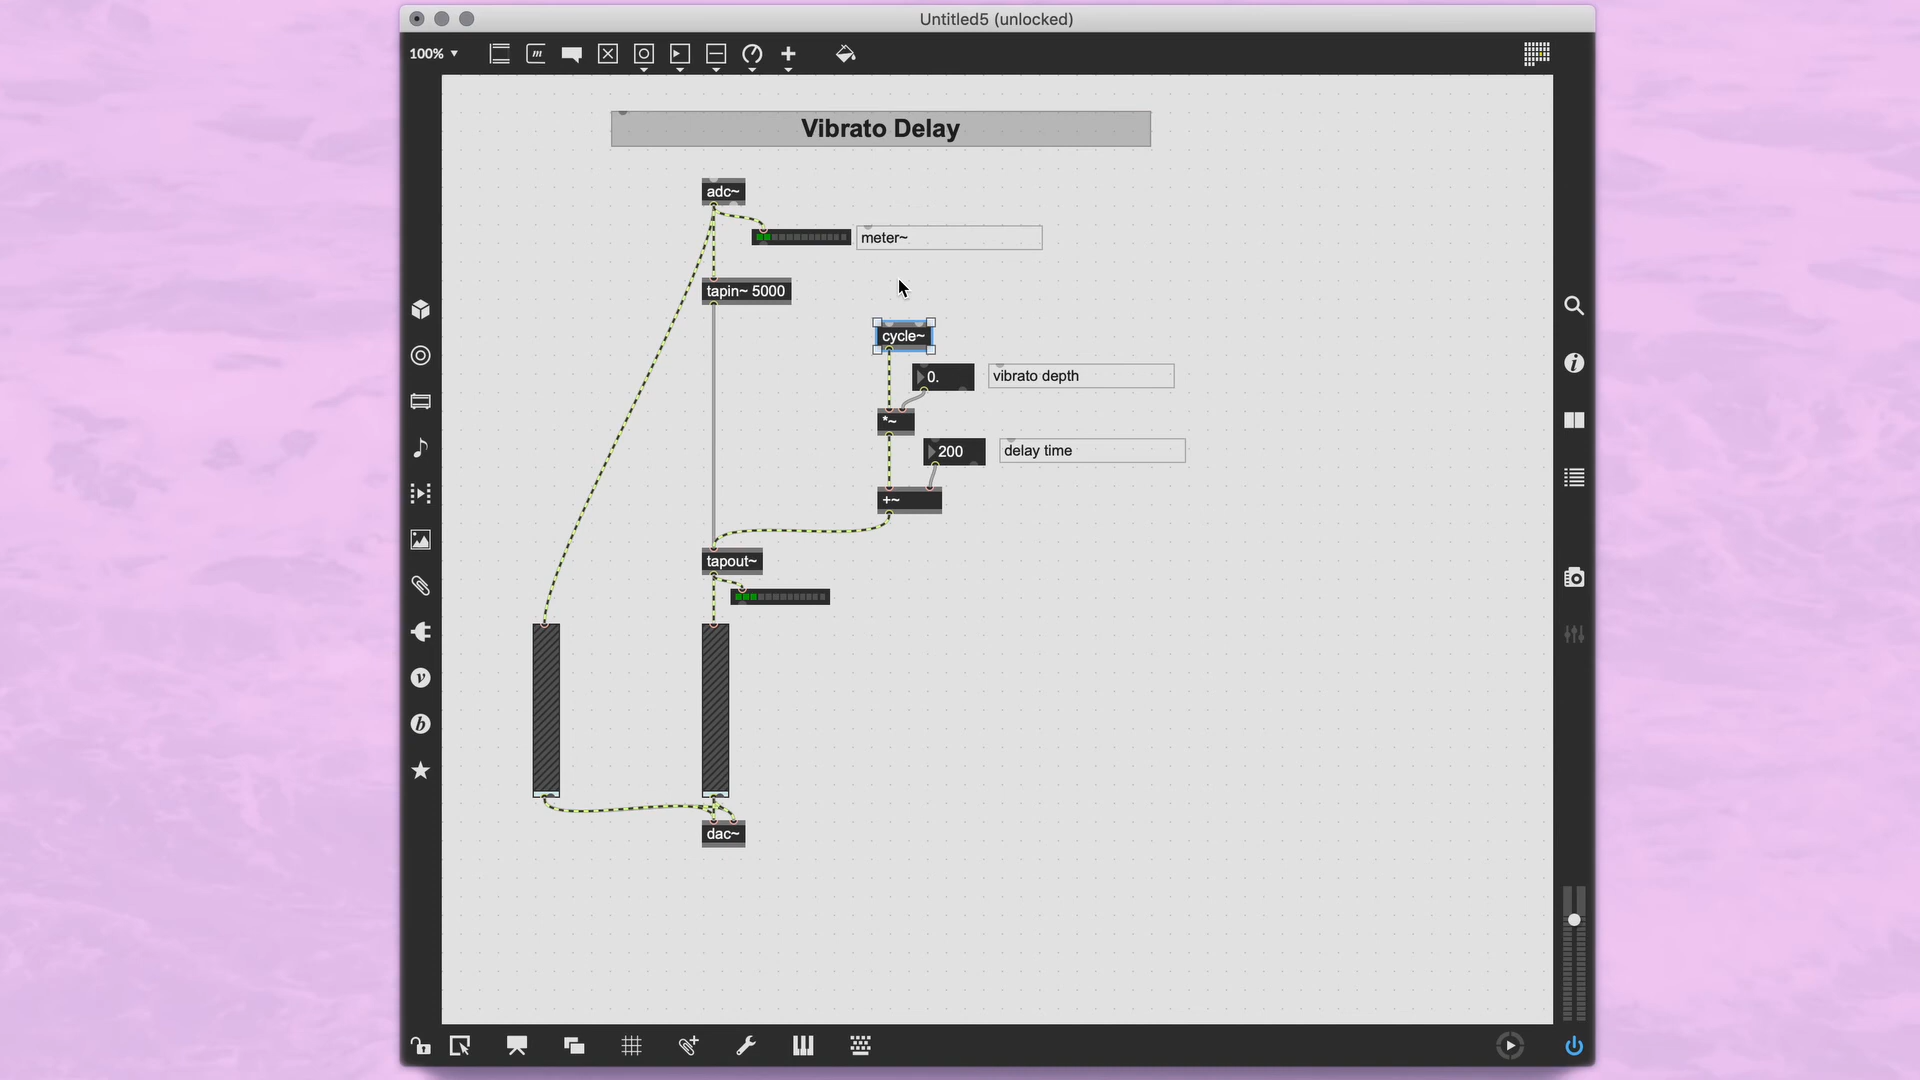 Untitled5 (unlocked)
100%
Vibrato Delay
adc~
meter~
tapin~ 5000
cycle~
0.
vibrato depth
*~
200
delay time
+~
tapout~
dac~